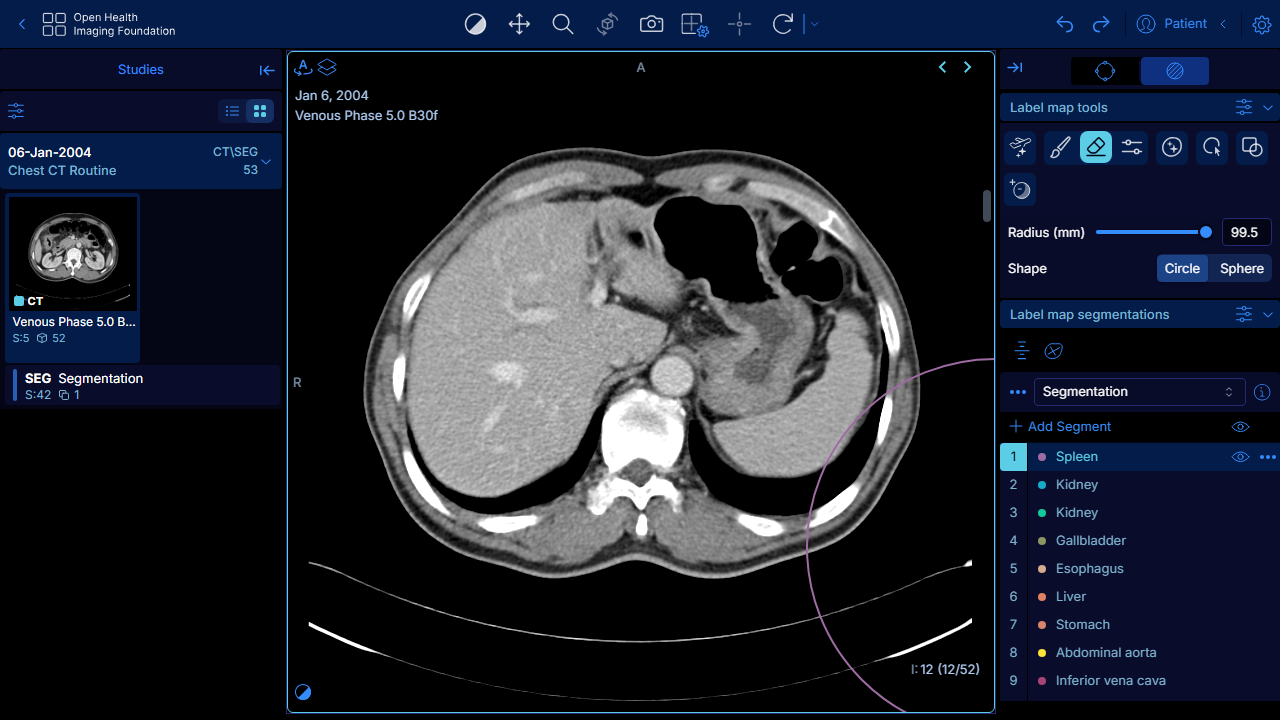 Open Health
Imaging Foundation
Patient
Studies
06-Jan-2004
CT\SEG
Chest CT Routine
53
CT
Venous Phase 5.0 B...
S:5
52
SEG Segmentation
S:42
1
A
A
Jan 6, 2004
Venous Phase 5.0 B30f
R
I: 12 (12/52)
Label map tools
Radius (mm)
99.5
Shape
Circle
Sphere
Label map segmentations
Segmentation
Add Segment
1 Spleen
2 Kidney
3 Kidney
4 Gallbladder
5 Esophagus
6 Liver
7 Stomach
8 Abdominal aorta
9 Inferior vena cava